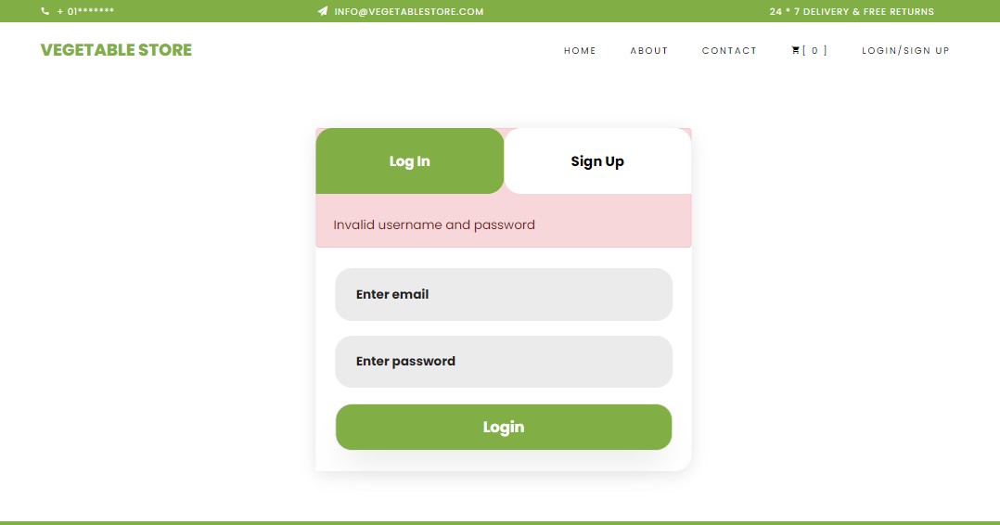 + 01*******
INFO@VEGETABLESTORE.COM
24 * 7 DELIVERY & FREE RETURNS
VEGETABLE STORE
HOME
ABOUT
CONTACT
[ 0 ]
LOGIN/SIGN UP
Log In
Sign Up
Invalid username and password
Enter email
Enter password
Login